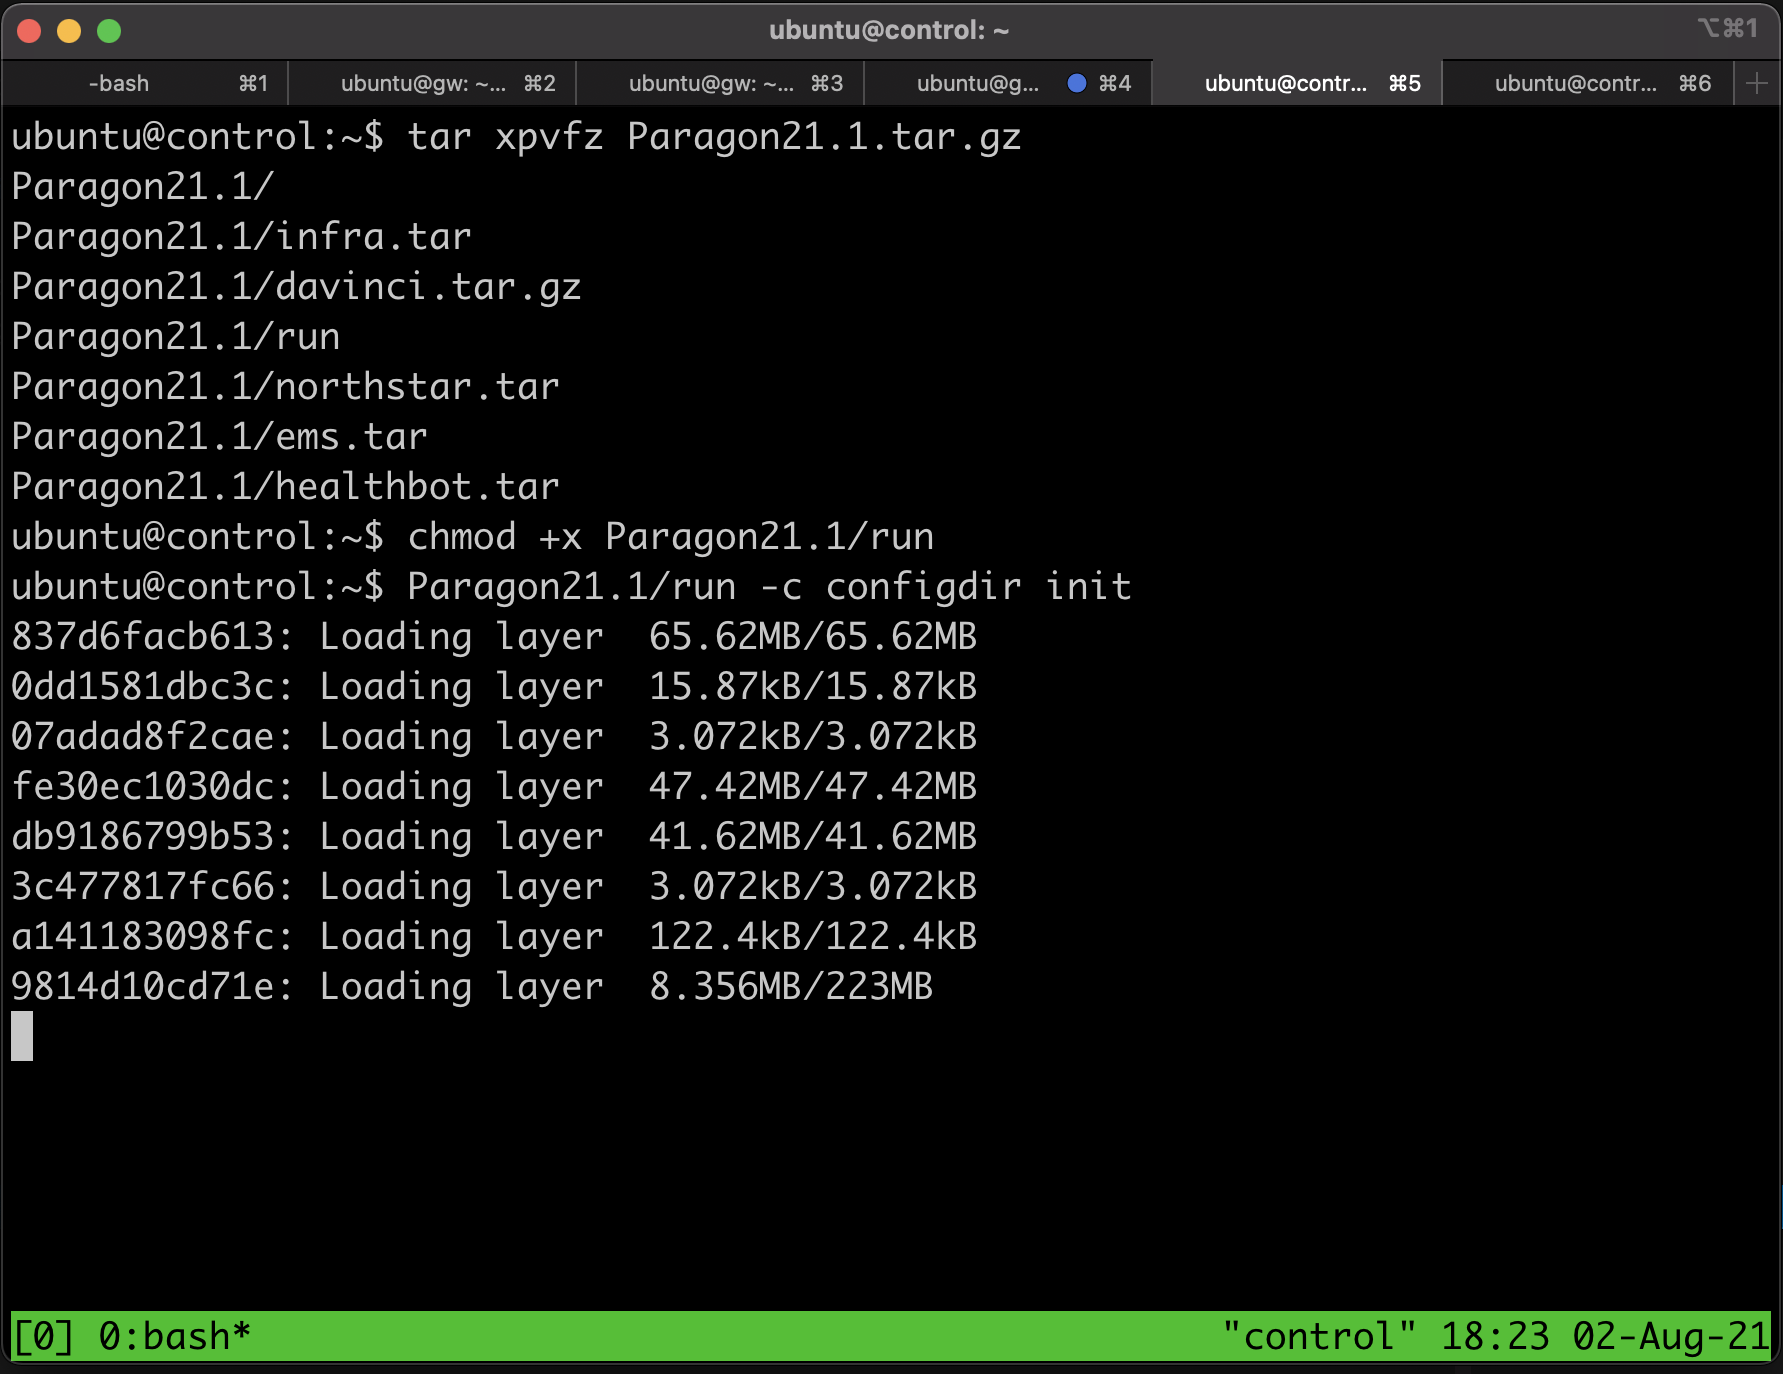 ubuntu@control: ~
⌥⌘1
-bash ⌘1 ubuntu@gw: ~... ⌘2 ubuntu@gw: ~... ⌘3 ubuntu@g... ⌘4 ubuntu@contr... ⌘5 ubuntu@contr... ⌘6 +
ubuntu@control:~$ tar xpvfz Paragon21.1.tar.gz
Paragon21.1/
Paragon21.1/infra.tar
Paragon21.1/davinci.tar.gz
Paragon21.1/run
Paragon21.1/northstar.tar
Paragon21.1/ems.tar
Paragon21.1/healthbot.tar
ubuntu@control:~$ chmod +x Paragon21.1/run
ubuntu@control:~$ Paragon21.1/run -c configdir init
837d6facb613: Loading layer  65.62MB/65.62MB
0dd1581dbc3c: Loading layer  15.87kB/15.87kB
07adad8f2cae: Loading layer  3.072kB/3.072kB
fe30ec1030dc: Loading layer  47.42MB/47.42MB
db9186799b53: Loading layer  41.62MB/41.62MB
3c477817fc66: Loading layer  3.072kB/3.072kB
a141183098fc: Loading layer  122.4kB/122.4kB
9814d10cd71e: Loading layer  8.356MB/223MB
[0] 0:bash* "control" 18:23 02-Aug-21